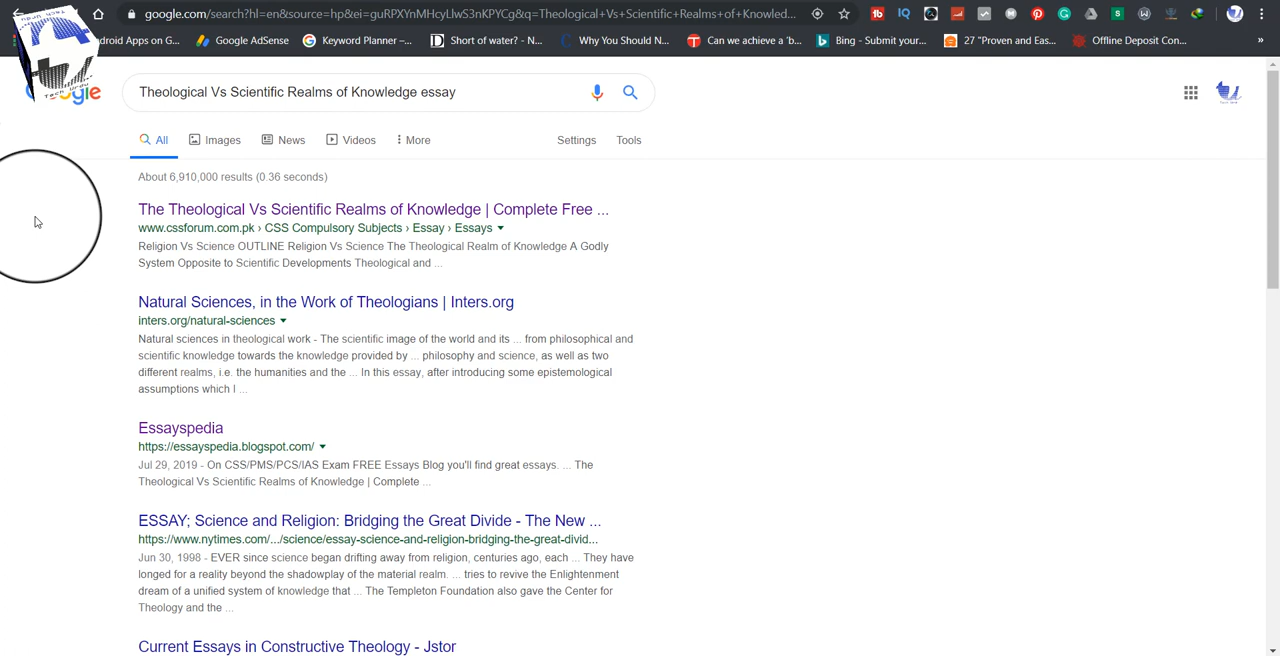 google.com/search?hl=en&source=hp&ei=guRPXYnMHcyLlwS3nKPYCg&q=Theological+Vs+Scientific+Realms+of+Knowled...
droid Apps on G...
Google AdSense
Keyword Planner –...
Short of water? - N...
Why You Should N...
Can we achieve a 'b...
Bing - Submit your...
27 "Proven and Eas...
Offline Deposit Con...
»
Tech Urdu
Theological Vs Scientific Realms of Knowledge essay
All
Images
News
Videos
More
Settings
Tools
About 6,910,000 results (0.36 seconds)
The Theological Vs Scientific Realms of Knowledge | Complete Free ...
www.cssforum.com.pk › CSS Compulsory Subjects › Essay › Essays
Religion Vs Science OUTLINE Religion Vs Science The Theological Realm of Knowledge A Godly
System Opposite to Scientific Developments Theological and ...
Natural Sciences, in the Work of Theologians | Inters.org
inters.org/natural-sciences
Natural sciences in theological work - The scientific image of the world and its ... from philosophical and
scientific knowledge towards the knowledge provided by ... philosophy and science, as well as two
different realms, i.e. the humanities and the ... In this essay, after introducing some epistemological
assumptions which I ...
Essayspedia
https://essayspedia.blogspot.com/
Jul 29, 2019 - On CSS/PMS/PCS/IAS Exam FREE Essays Blog you'll find great essays. ... The
Theological Vs Scientific Realms of Knowledge | Complete ...
ESSAY; Science and Religion: Bridging the Great Divide - The New ...
https://www.nytimes.com/.../science/essay-science-and-religion-bridging-the-great-divid...
Jun 30, 1998 - EVER since science began drifting away from religion, centuries ago, each ... They have
longed for a reality beyond the shadowplay of the material realm. ... tries to revive the Enlightenment
dream of a unified system of knowledge that ... The Templeton Foundation also gave the Center for
Theology and the ...
Current Essays in Constructive Theology - Jstor